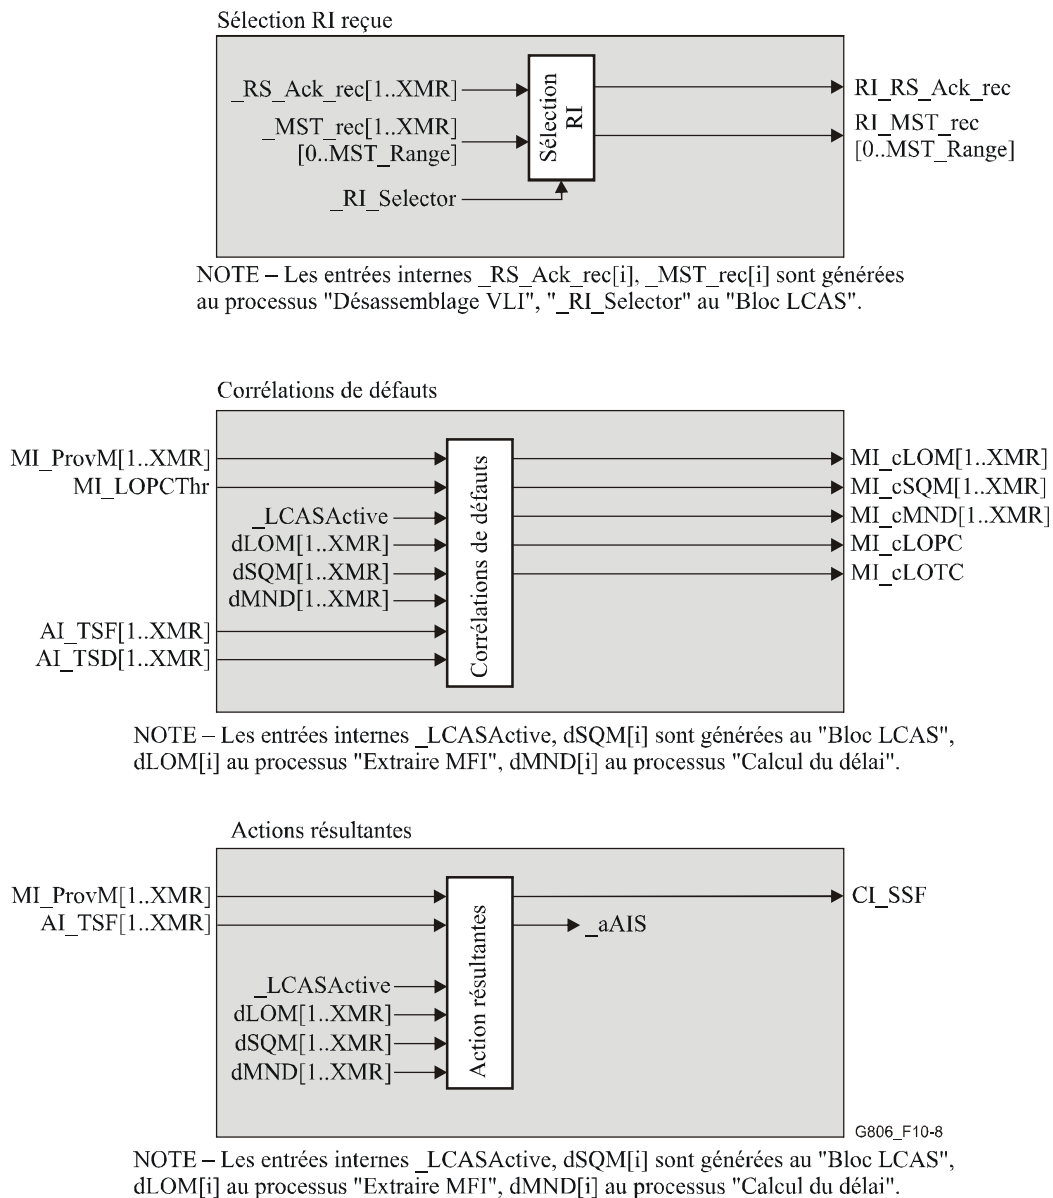 Sélection RI reçue
_RS_Ack_rec[1..XMR]
_MST_rec[1..XMR]
[0..MST_Range]
_RI_Selector
Sélection
RI
RI_RS_Ack_rec
RI_MST_rec
[0..MST_Range]
NOTE – Les entrées internes _RS_Ack_rec[i], _MST_rec[i] sont générées
au processus "Désassemblage VLI", "_RI_Selector" au "Bloc LCAS".
Corrélations de défauts
MI_ProvM[1..XMR]
MI_LOPCThr
_LCASActive
dLOM[1..XMR]
dSQM[1..XMR]
dMND[1..XMR]
AI_TSF[1..XMR]
AI_TSD[1..XMR]
Corrélations de défauts
MI_cLOM[1..XMR]
MI_cSQM[1..XMR]
MI_cMND[1..XMR]
MI_cLOPC
MI_cLOTC
NOTE – Les entrées internes _LCASActive, dSQM[i] sont générées au "Bloc LCAS",
dLOM[i] au processus "Extraire MFI", dMND[i] au processus "Calcul du délai".
Actions résultantes
MI_ProvM[1..XMR]
AI_TSF[1..XMR]
_LCASActive
dLOM[1..XMR]
dSQM[1..XMR]
dMND[1..XMR]
Action résultantes
CI_SSF
_aAIS
G806_F10-8
NOTE – Les entrées internes _LCASActive, dSQM[i] sont générées au "Bloc LCAS",
dLOM[i] au processus "Extraire MFI", dMND[i] au processus "Calcul du délai".